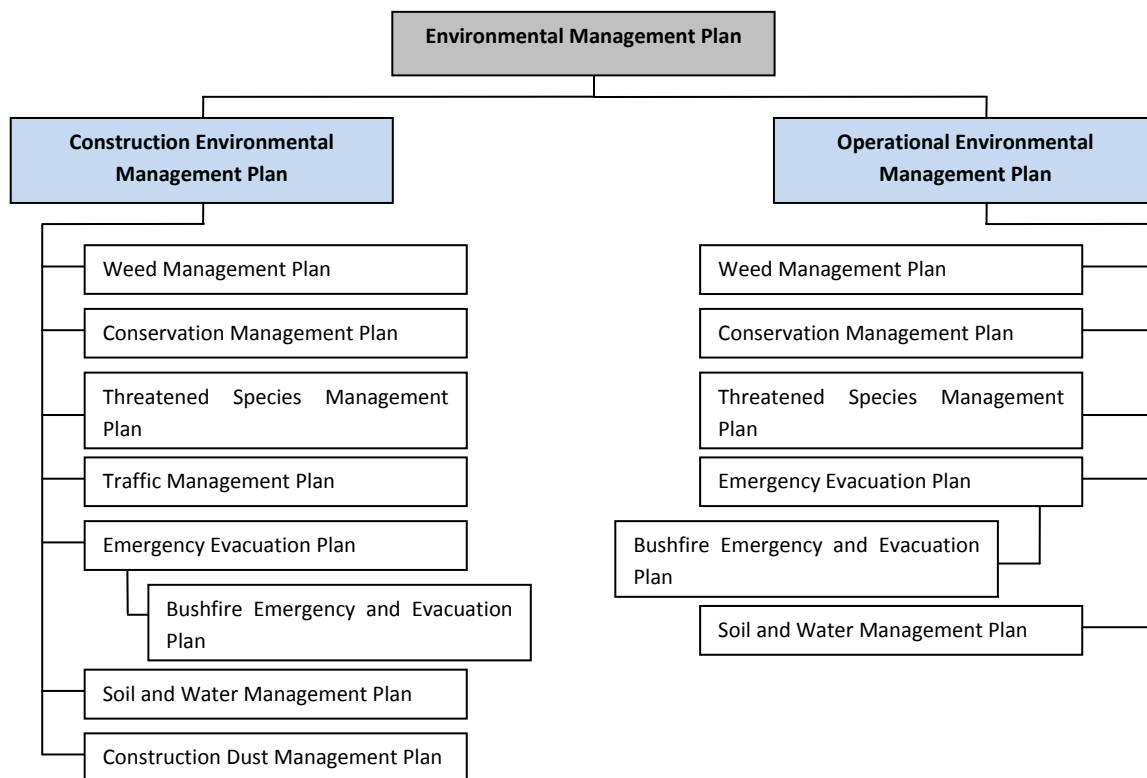 Environmental Management Plan
Construction Environmental
Management Plan
Weed Management Plan
Conservation Management Plan
Threatened Species Management
Plan
Traffic Management Plan
Emergency Evacuation Plan
Bushfire Emergency and Evacuation
Plan
Soil and Water Management Plan
Construction Dust Management Plan
Operational Environmental
Management Plan
Weed Management Plan
Conservation Management Plan
Threatened Species Management
Plan
Emergency Evacuation Plan
Bushfire Emergency and Evacuation
Plan
Soil and Water Management Plan